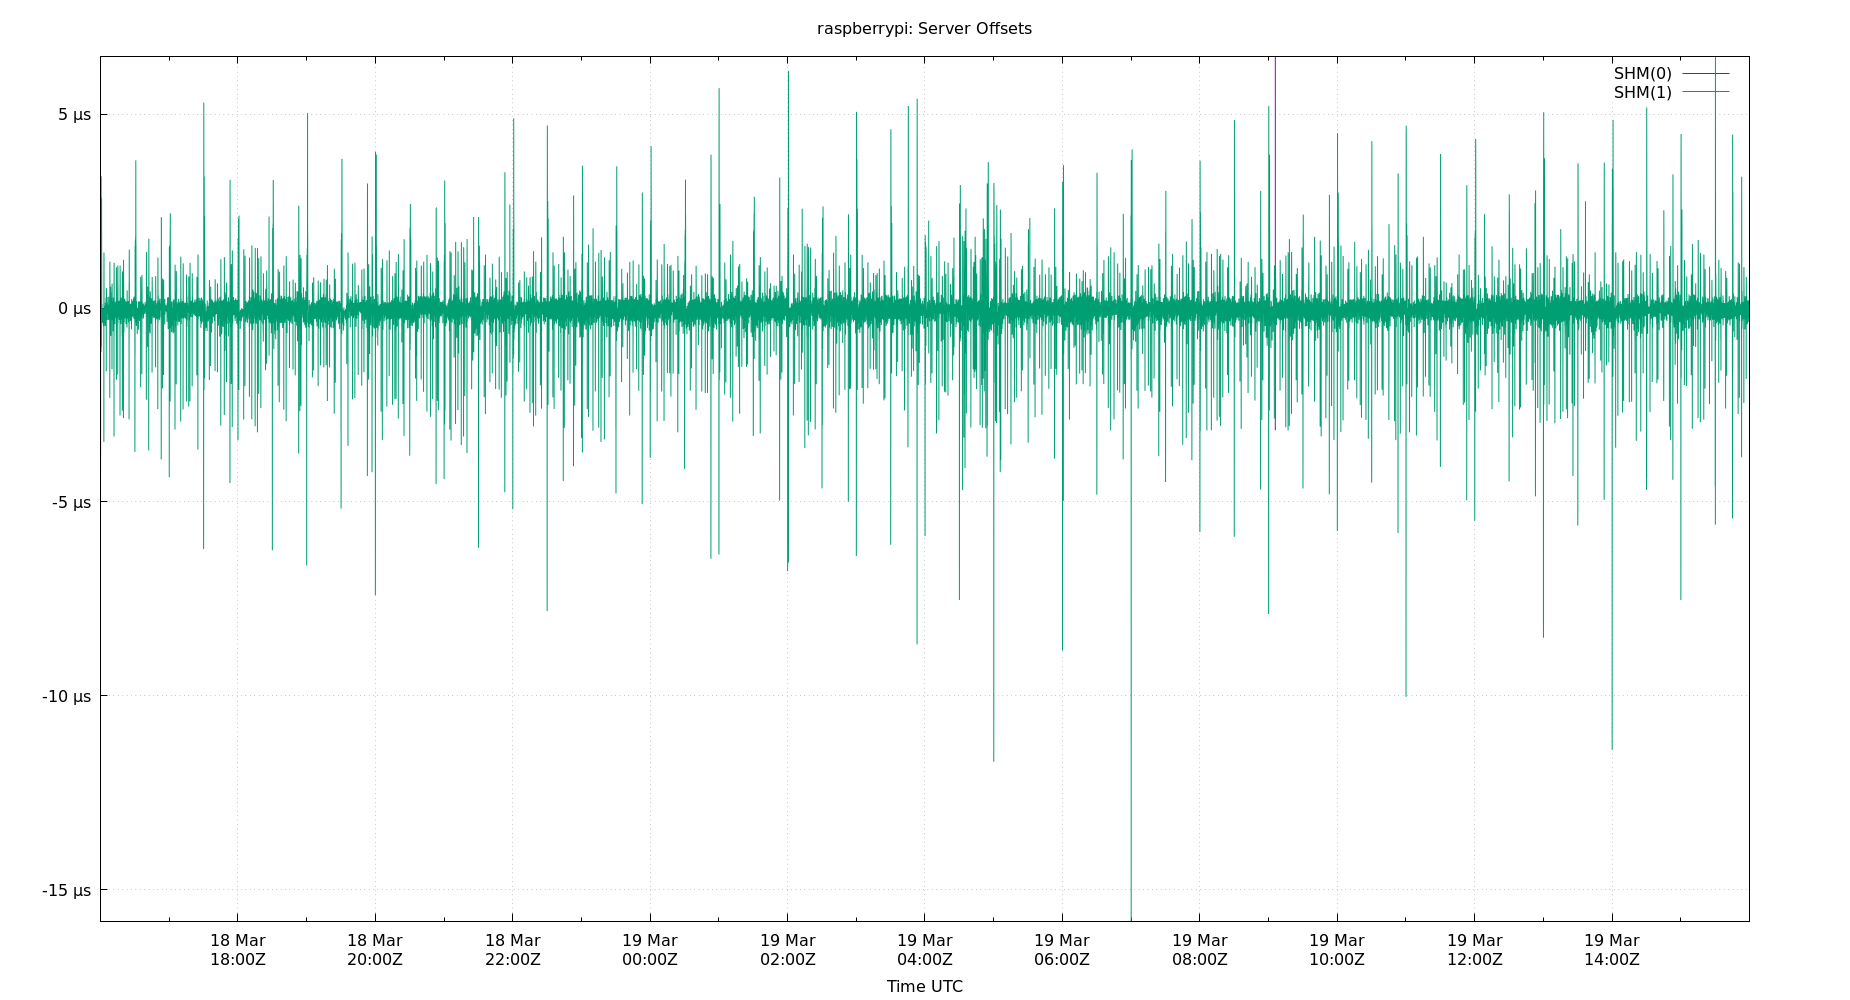 raspberrypi: Server Offsets
SHM(0)
SHM(1)
5 µs
0 µs
-5 µs
-10 µs
-15 µs
18 Mar 18 Mar 18 Mar 19 Mar 19 Mar 19 Mar 19 Mar 19 Mar 19 Mar 19 Mar 19 Mar
18:00Z 20:00Z 22:00Z 00:00Z 02:00Z 04:00Z 06:00Z 08:00Z 10:00Z 12:00Z 14:00Z
Time UTC